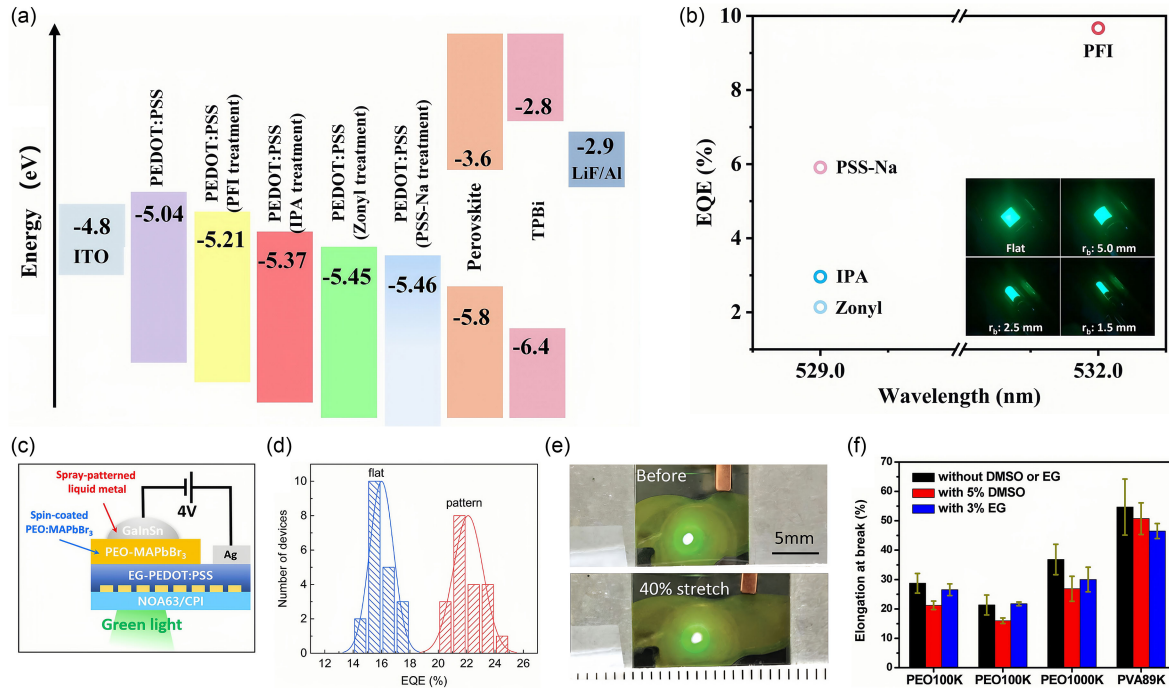 (a)
Energy (eV)
-4.8
ITO
PEDOT:PSS
-5.04
PEDOT:PSS
(PFI treatment)
-5.21
PEDOT:PSS
(IPA treatment)
-5.37
PEDOT:PSS
(Zonyl treatment)
-5.45
PEDOT:PSS
(PSS-Na treatment)
-5.46
-3.6
Perovskite
-5.8
-2.8
TPBi
-6.4
-2.9
LiF/Al
(b)
EQE (%)
10
8
6
4
2
PFI
PSS-Na
IPA
Zonyl
Flat
rb: 5.0 mm
rb: 2.5 mm
rb: 1.5 mm
529.0
532.0
Wavelength (nm)
(c)
Spray-patterned
liquid metal
Spin-coated
PEO:MAPbBr3
4V
GaInSn
PEO-MAPbBr3
Ag
EG-PEDOT:PSS
NOA63/CPI
Green light
(d)
Number of devices
10
9
8
7
6
5
4
3
2
1
0
flat
pattern
12
14
16
18
20
22
24
26
EQE (%)
(e)
Before
5mm
40% stretch
(f)
Elongation at break (%)
70
60
50
40
30
20
10
0
without DMSO or EG
with 5% DMSO
with 3% EG
PEO100K
PEO100K
PEO1000K
PVA89K